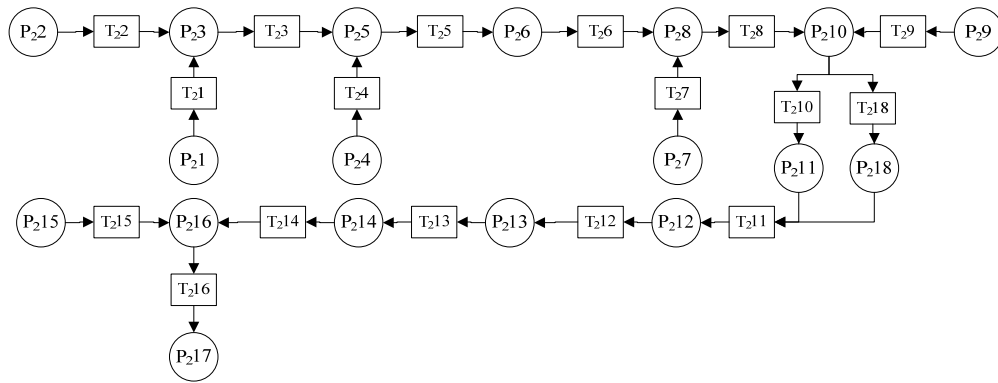 P₂2 T₂2 P₂3 T₂3 P₂5 T₂5 P₂6 T₂6 P₂8 T₂8 P₂10 T₂9 P₂9
T₂1 T₂4 T₂7 T₂10 T₂18
P₂1 P₂4 P₂7 P₂11 P₂18
P₂15 T₂15 P₂16 T₂14 P₂14 T₂13 P₂13 T₂12 P₂12 T₂11
T₂16
P₂17